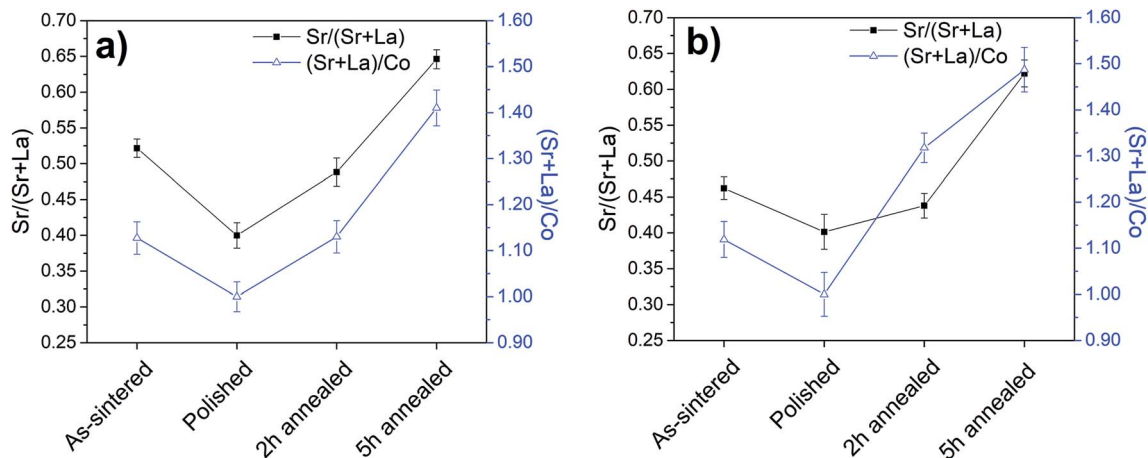 a)
Sr/(Sr+La)
(Sr+La)/Co
0.70
0.65
0.60
0.55
0.50
0.45
0.40
0.35
0.30
0.25
Sr/(Sr+La)
1.60
1.50
1.40
1.30
1.20
1.10
1.00
0.90
(Sr+La)/Co
As-sintered
Polished
2h annealed
5h annealed
b)
Sr/(Sr+La)
(Sr+La)/Co
0.70
0.65
0.60
0.55
0.50
0.45
0.40
0.35
0.30
0.25
Sr/(Sr+La)
1.60
1.50
1.40
1.30
1.20
1.10
1.00
0.90
(Sr+La)/Co
As-sintered
Polished
2h annealed
5h annealed